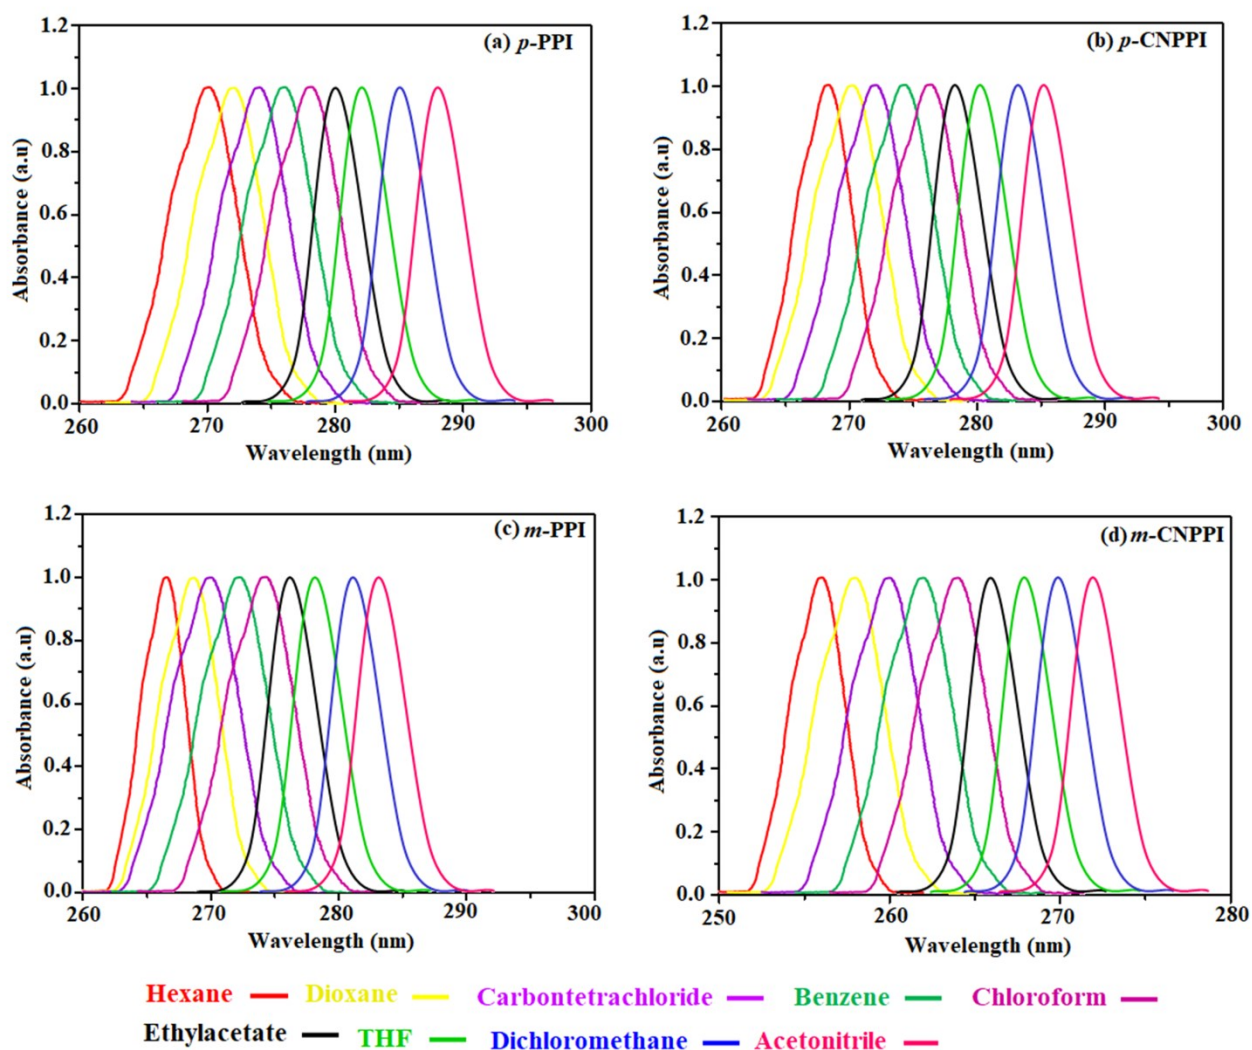 (a) p-PPI
1.2
1.0
0.8
0.6
0.4
0.2
0.0
Absorbance (a.u)
260 270 280 290 300
Wavelength (nm)
(b) p-CNPPI
1.2
1.0
0.8
0.6
0.4
0.2
0.0
Absorbance (a.u)
260 270 280 290 300
Wavelength (nm)
(c) m-PPI
1.2
1.0
0.8
0.6
0.4
0.2
0.0
Absorbance (a.u)
260 270 280 290 300
Wavelength (nm)
(d) m-CNPPI
1.2
1.0
0.8
0.6
0.4
0.2
0.0
Absorbance (a.u)
250 260 270 280
Wavelength (nm)
Hexane Dioxane Carbontetrachloride Benzene Chloroform
Ethylacetate THF Dichloromethane Acetonitrile